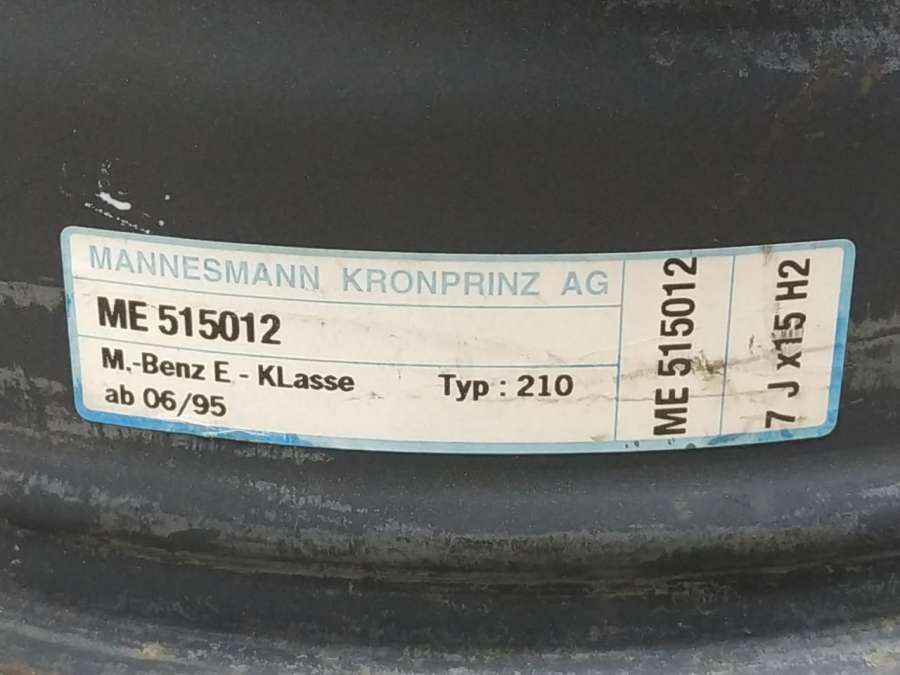 MANNESMANN KRONPRINZ AG
ME 515012
M.-Benz E - KLasse Typ : 210
ab 06/95
ME 515012
7 J x15 H2